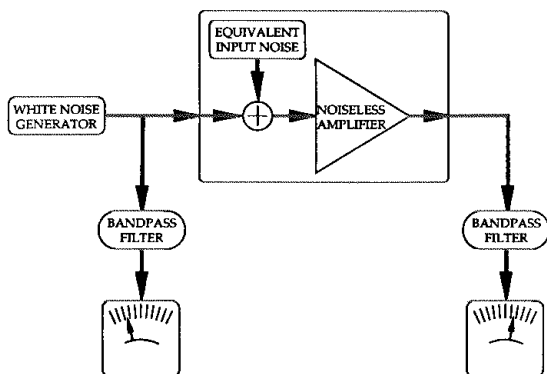 EQUIVALENT
INPUT NOISE
WHITE NOISE
GENERATOR
NOISELESS
AMPLIFIER
BANDPASS
FILTER
BANDPASS
FILTER